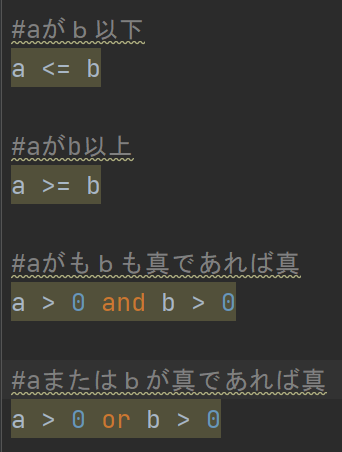 #aがｂ以下
a <= b
#aがb以上
a >= b
#aがもｂも真であれば真
a > 0 and b > 0
#aまたはｂが真であれば真
a > 0 or b > 0